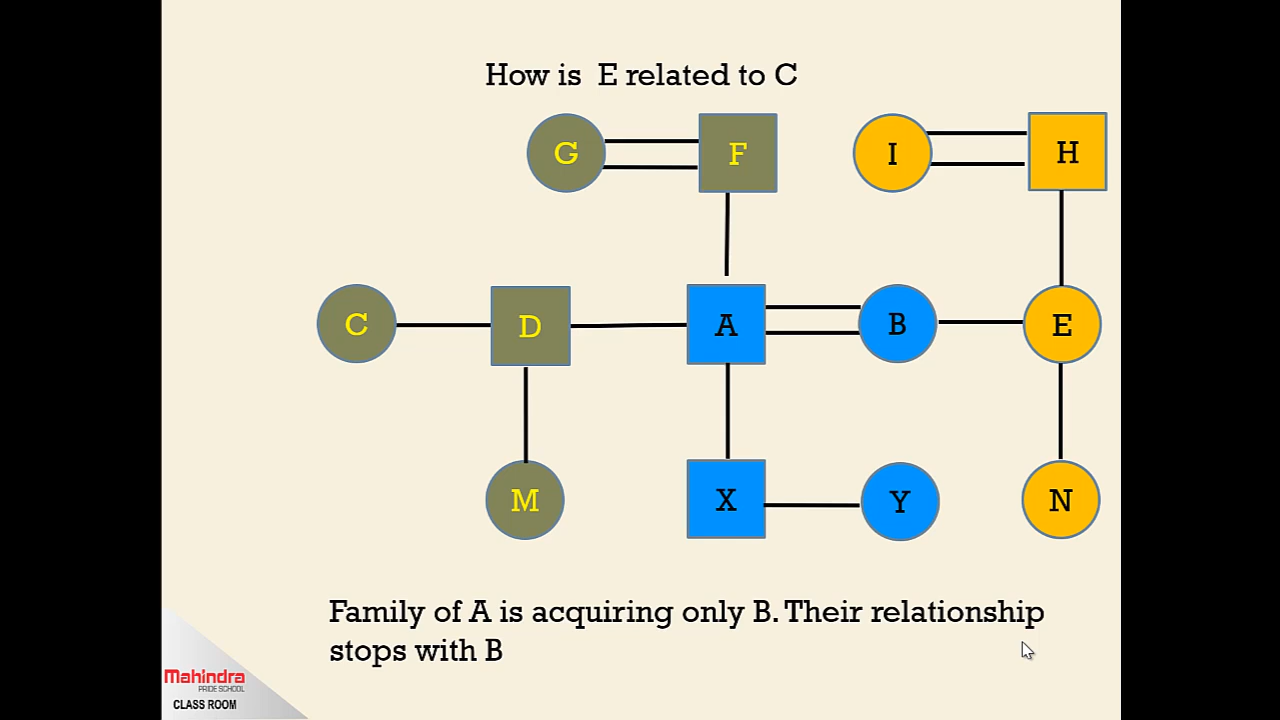 How is E related to C
G F I H
C D A B E
M X Y N
Family of A is acquiring only B. Their relationship
stops with B
Mahindra
PRIDE SCHOOL
CLASS ROOM